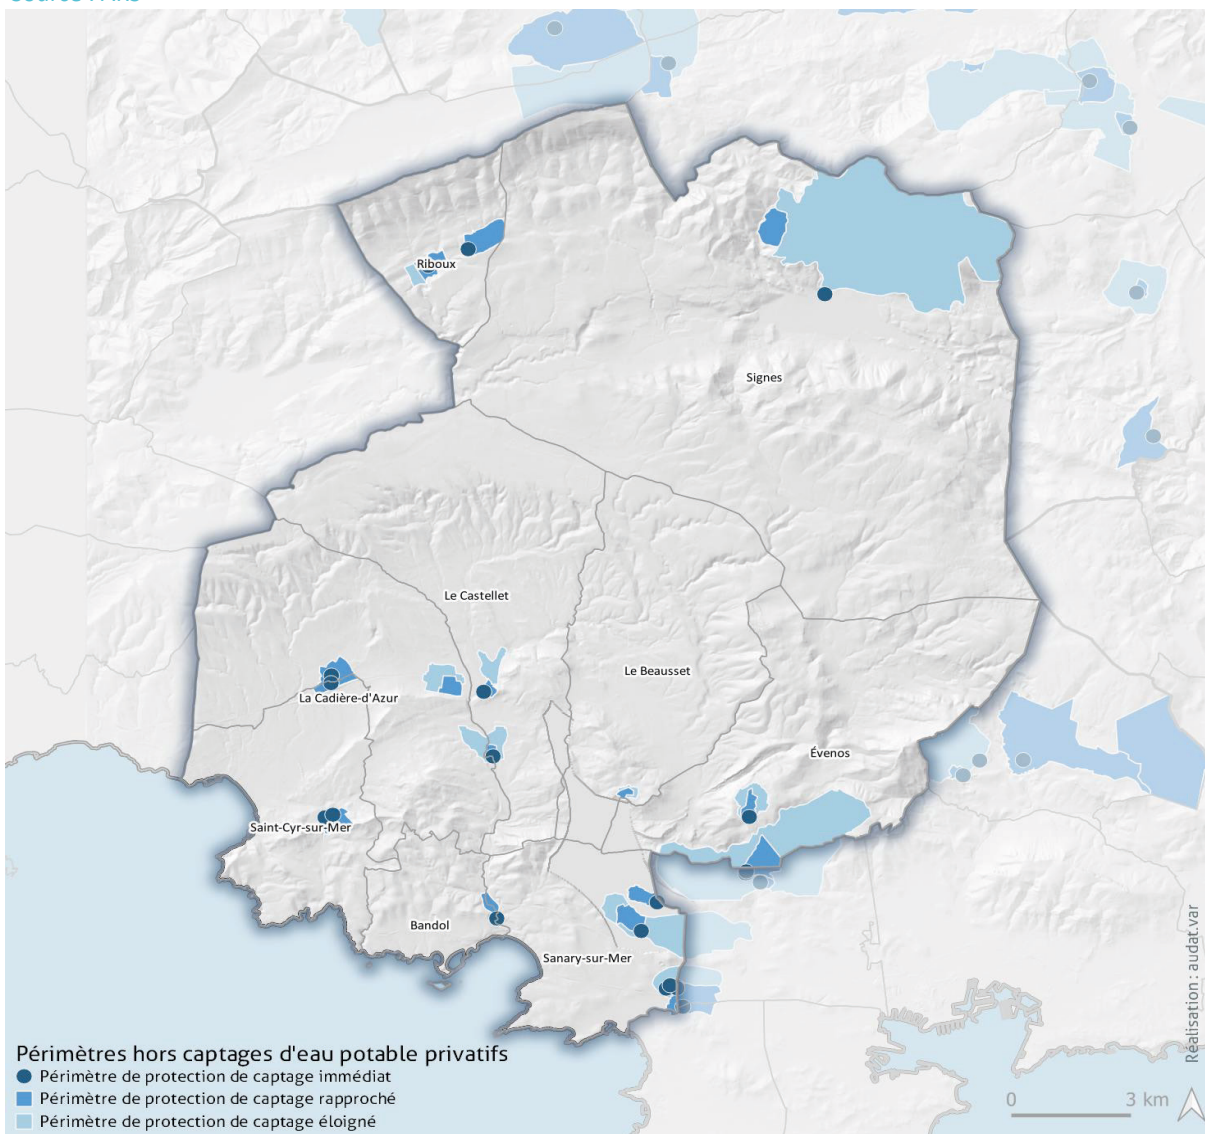 Riboux
Signes
Le Castellet
Le Beausset
La Cadière-d'Azur
Évenos
Saint-Cyr-sur-Mer
Bandol
Sanary-sur-Mer
Réalisation : audat.var
Périmètres hors captages d'eau potable privatifs
Périmètre de protection de captage immédiat
Périmètre de protection de captage rapproché
Périmètre de protection de captage éloigné
0 3 km